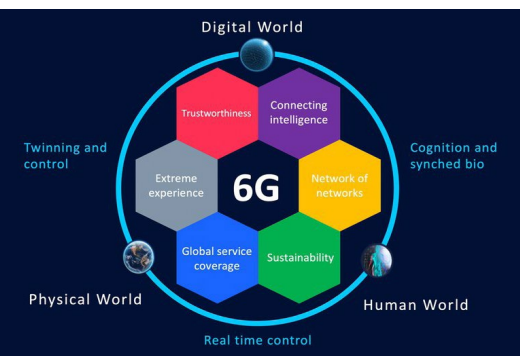 Digital World
Trustworthiness
Connecting
intelligence
Twinning and
control
Cognition and
synched bio
Extreme
experience
6G
Network of
networks
Global service
coverage
Sustainability
Physical World
Human World
Real time control